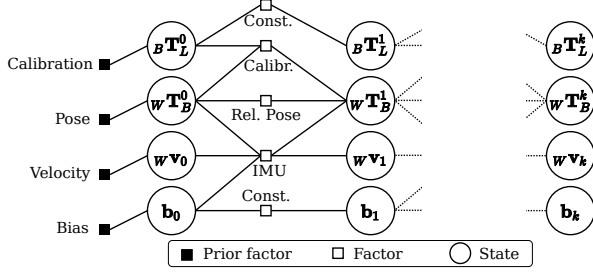 Const.
_B T_L^0 _B T_L^1 _B T_L^k
Calibration
Calibr.
_W T_B^0 _W T_B^1 _W T_B^k
Rel. Pose
Pose
_W v_0 _W v_1 _W v_k
Velocity
IMU
Const.
b_0 b_1 b_k
Bias
Prior factor Factor State